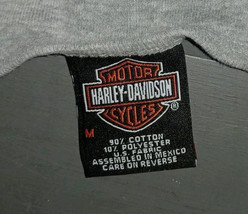 MOTOR
HARLEY-DAVIDSON
CYCLES ®
M
90% COTTON
10% POLYESTER
U.S. FABRIC
ASSEMBLED IN MEXICO
CARE ON REVERSE